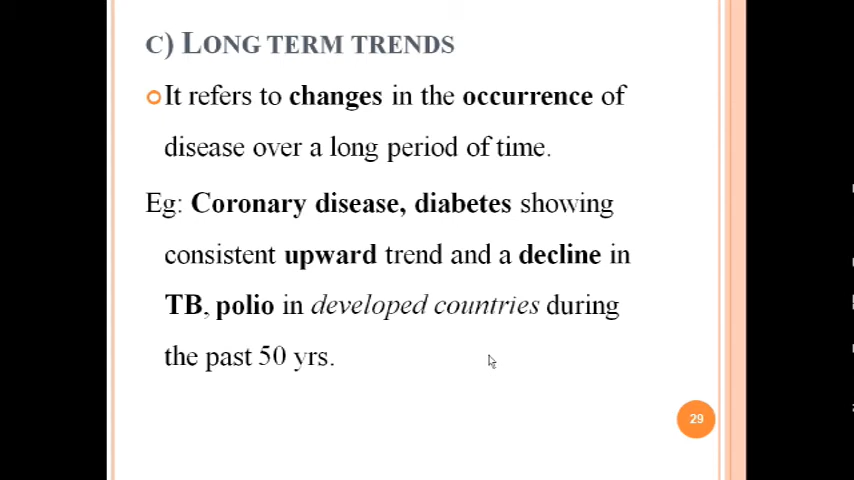 C) LONG TERM TRENDS
It refers to changes in the occurrence of
disease over a long period of time.
Eg: Coronary disease, diabetes showing
consistent upward trend and a decline in
TB, polio in developed countries during
the past 50 yrs.
29